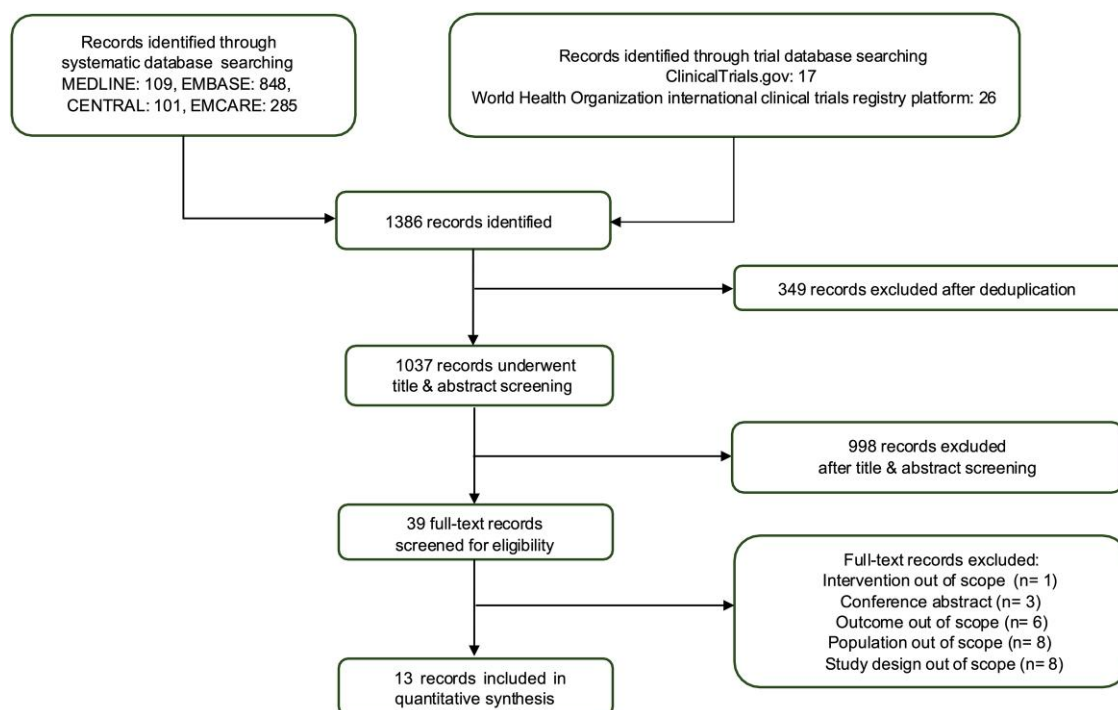 Records identified through
systematic database searching
MEDLINE: 109, EMBASE: 848,
CENTRAL: 101, EMCARE: 285
Records identified through trial database searching
ClinicalTrials.gov: 17
World Health Organization international clinical trials registry platform: 26
1386 records identified
349 records excluded after deduplication
1037 records underwent
title & abstract screening
998 records excluded
after title & abstract screening
39 full-text records
screened for eligibility
Full-text records excluded:
Intervention out of scope (n= 1)
Conference abstract (n= 3)
Outcome out of scope (n= 6)
Population out of scope (n= 8)
Study design out of scope (n= 8)
13 records included in
quantitative synthesis